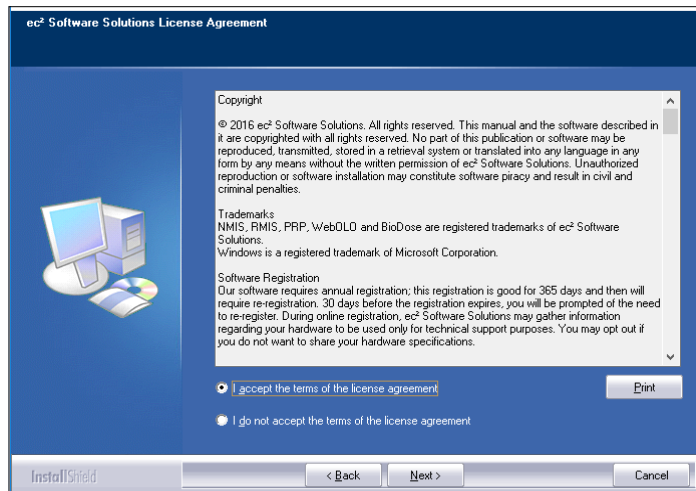 ec² Software Solutions License Agreement
Copyright
© 2016 ec² Software Solutions. All rights reserved. This manual and the software described in
it are copyrighted with all rights reserved. No part of this publication or software may be
reproduced, transmitted, stored in a retrieval system or translated into any language in any
form by any means without the written permission of ec² Software Solutions. Unauthorized
reproduction or software installation may constitute software piracy and result in civil and
criminal penalties.
Trademarks
NMIS, RMIS, PRP, WebOLO and BioDose are registered trademarks of ec² Software
Solutions.
Windows is a registered trademark of Microsoft Corporation.
Software Registration
Our software requires annual registration; this registration is good for 365 days and then will
require re-registration. 30 days before the registration expires, you will be prompted of the need
to re-register. During online registration, ec² Software Solutions may gather information
regarding your hardware to be used only for technical support purposes. You may opt out if
you do not want to share your hardware specifications.
I accept the terms of the license agreement
Print
I do not accept the terms of the license agreement
InstallShield
< Back
Next >
Cancel